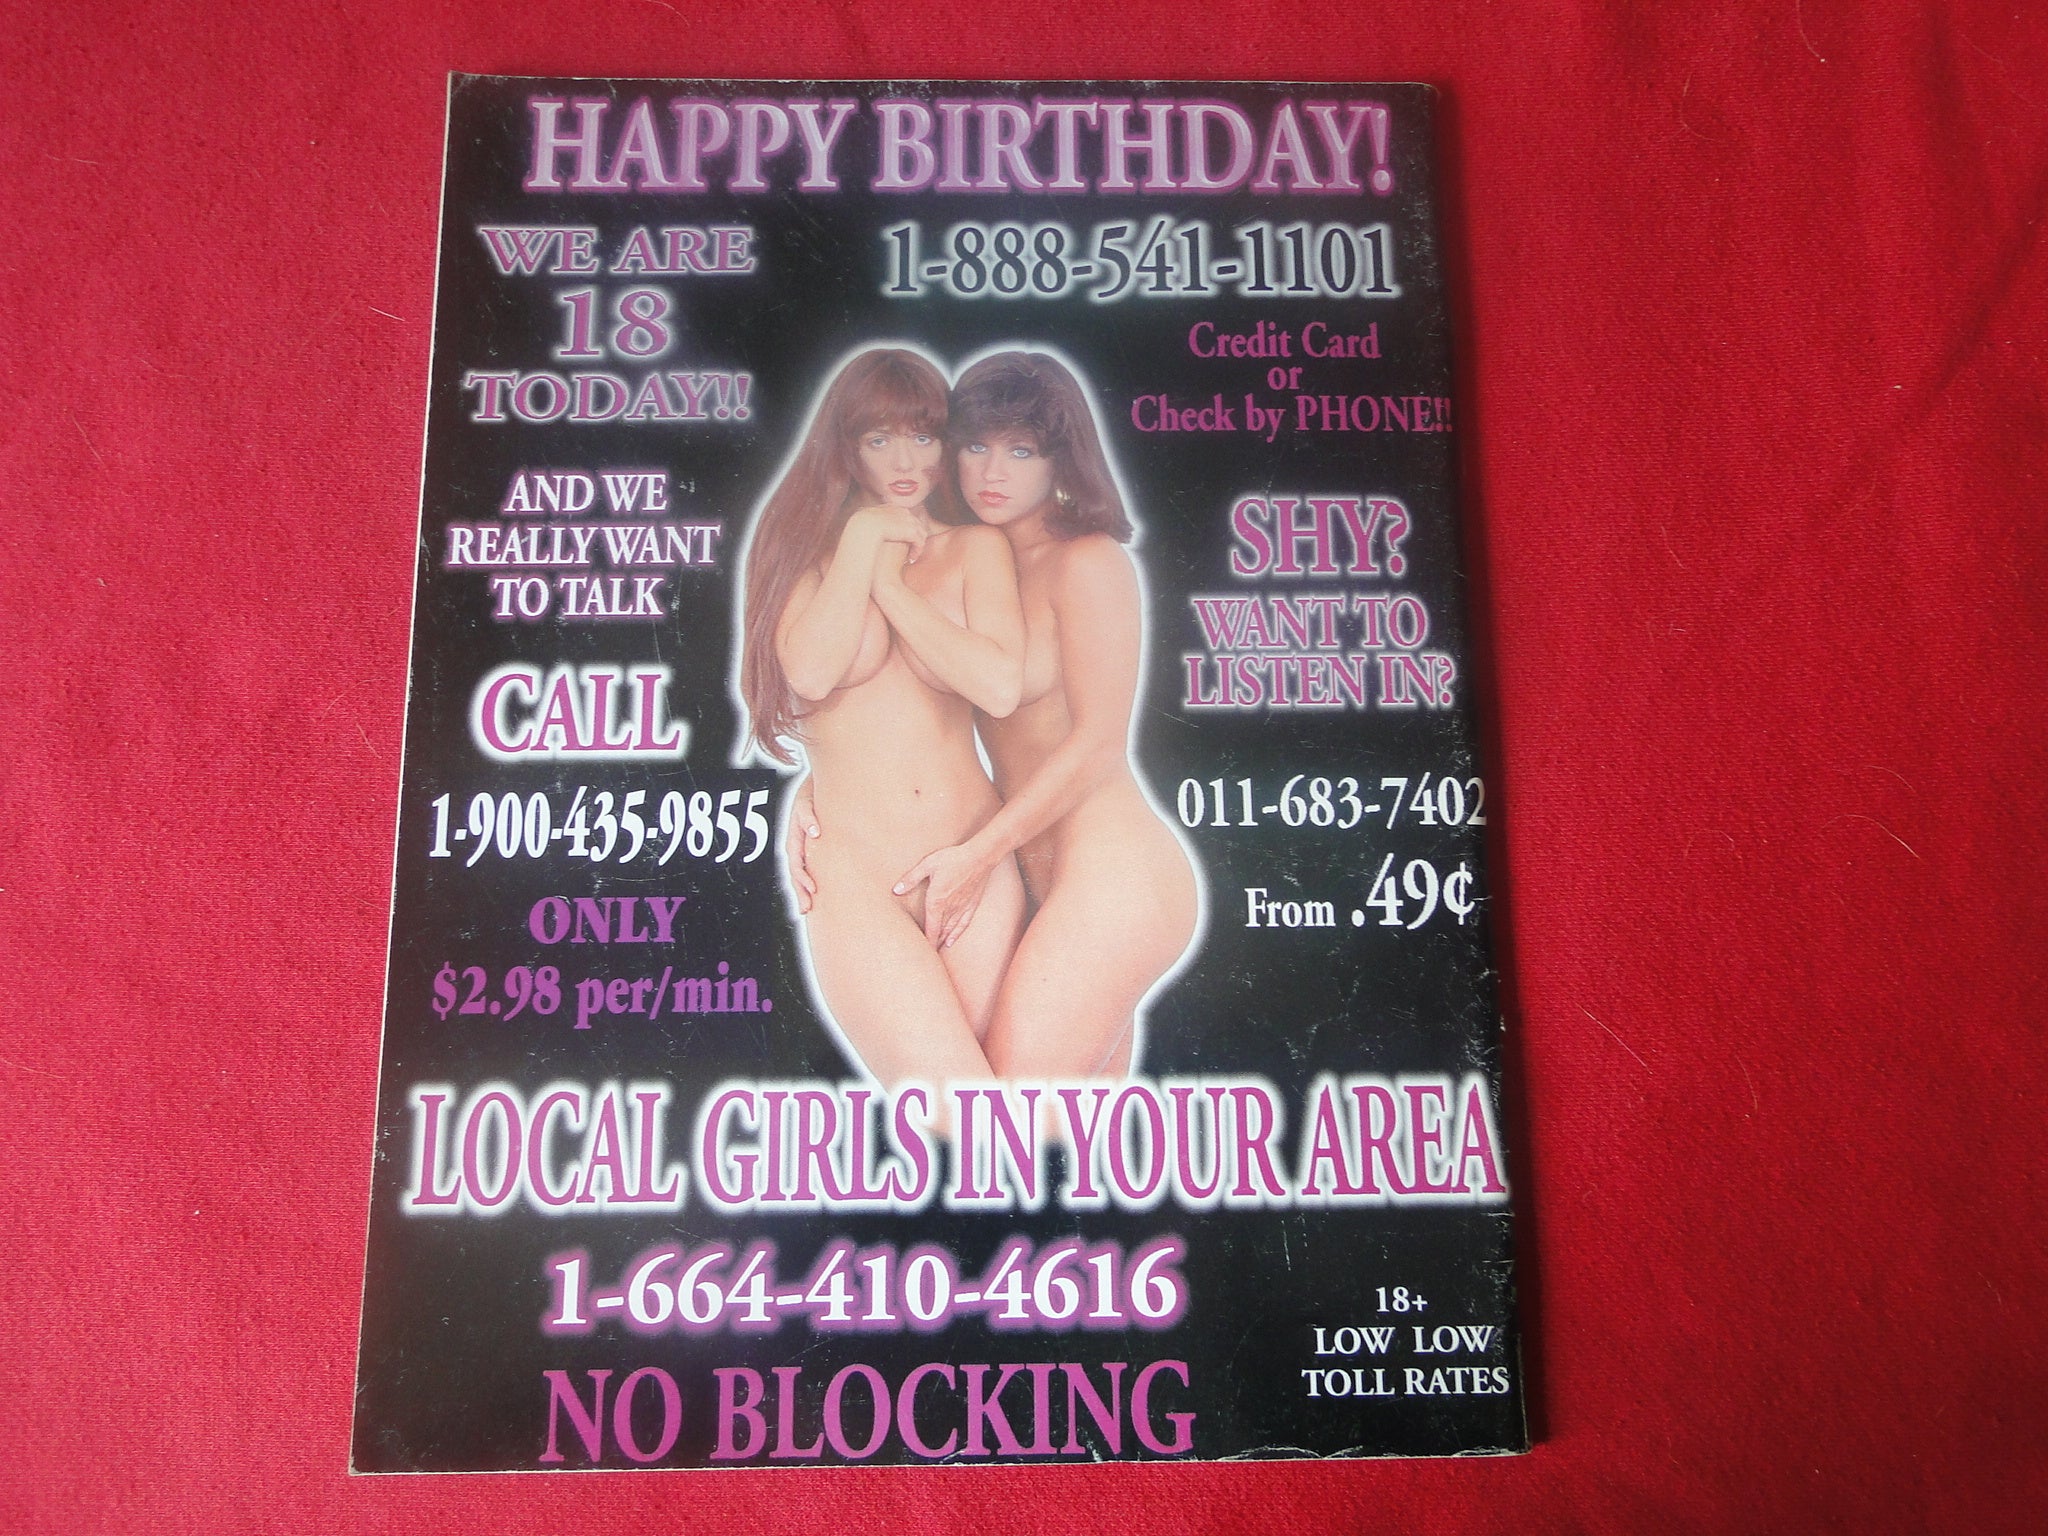 HAPPY BIRTHDAY!
WE ARE
18
TODAY!!
1-888-541-1101
Credit Card
or
Check by PHONE!!
AND WE
REALLY WANT
TO TALK
SHY?
WANT TO
LISTEN IN?
CALL
1-900-435-9855
ONLY
$2.98 per/min.
011-683-7402
From .49¢
LOCAL GIRLS IN YOUR AREA
1-664-410-4616
NO BLOCKING
18+
LOW LOW
TOLL RATES